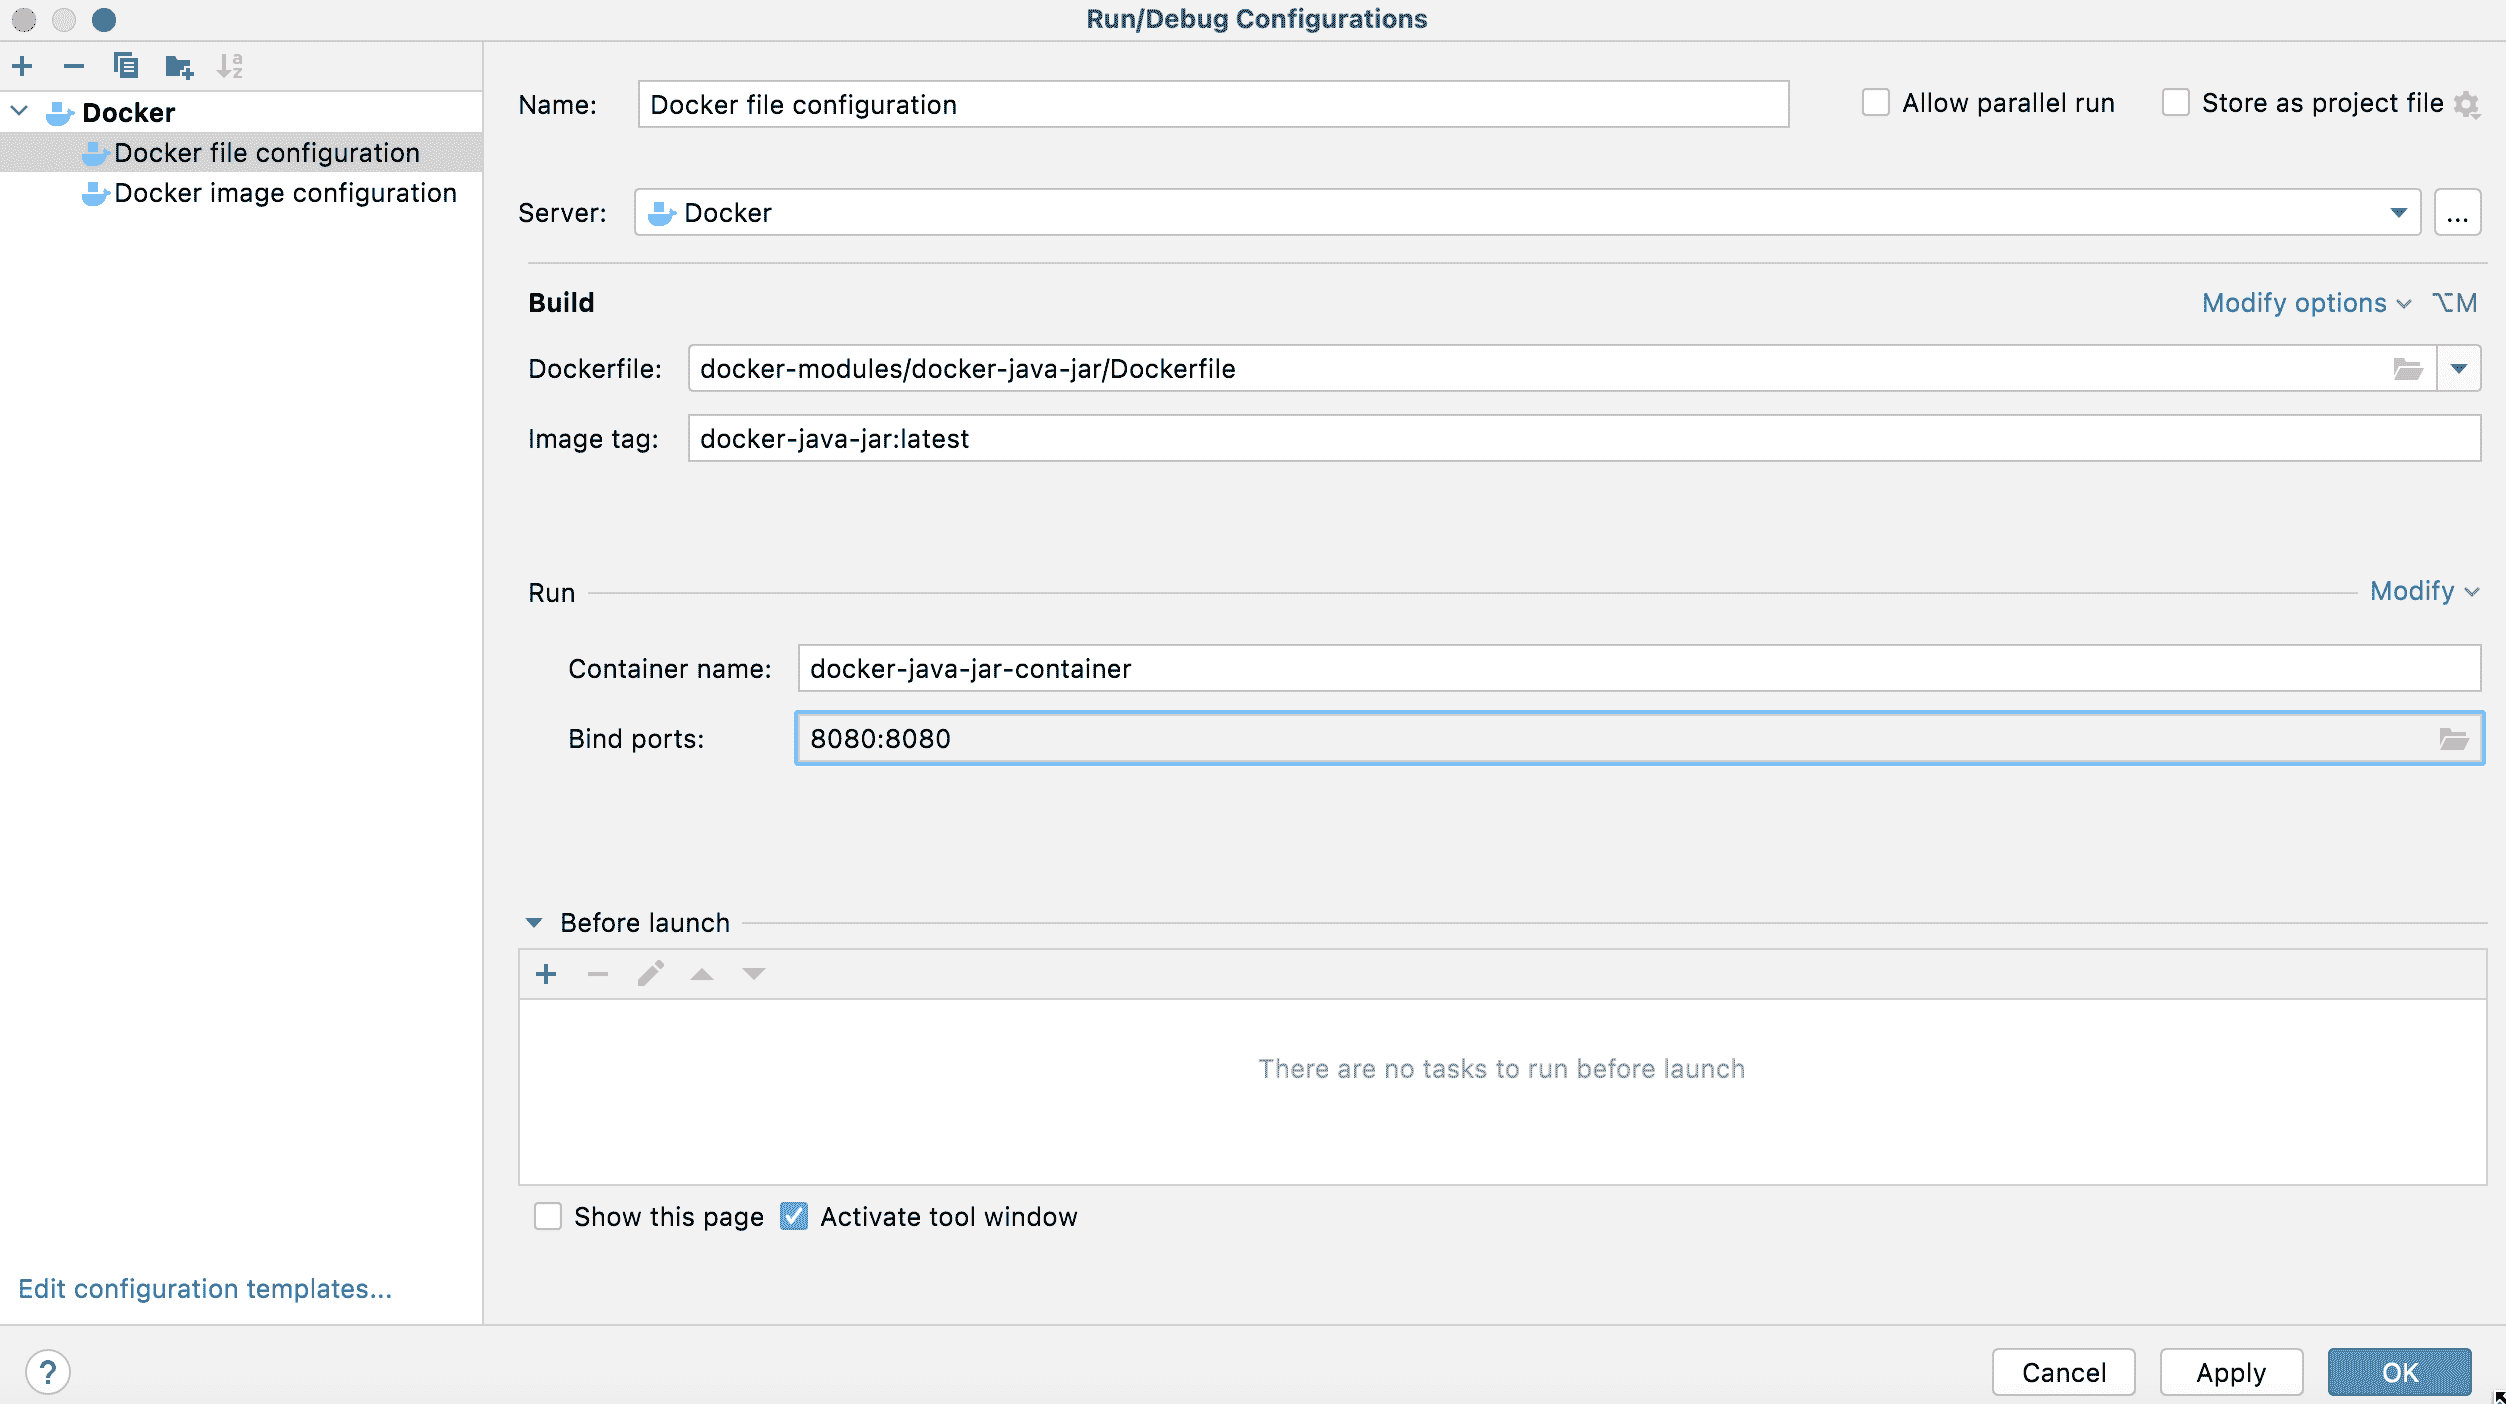 Run/Debug Configurations
Docker
Docker file configuration
Docker image configuration
Edit configuration templates...
Name: Docker file configuration Allow parallel run Store as project file
Server: Docker ...
Build Modify options ⌥M
Dockerfile: docker-modules/docker-java-jar/Dockerfile
Image tag: docker-java-jar:latest
Run Modify
Container name: docker-java-jar-container
Bind ports: 8080:8080
Before launch
There are no tasks to run before launch
Show this page Activate tool window
? Cancel Apply OK